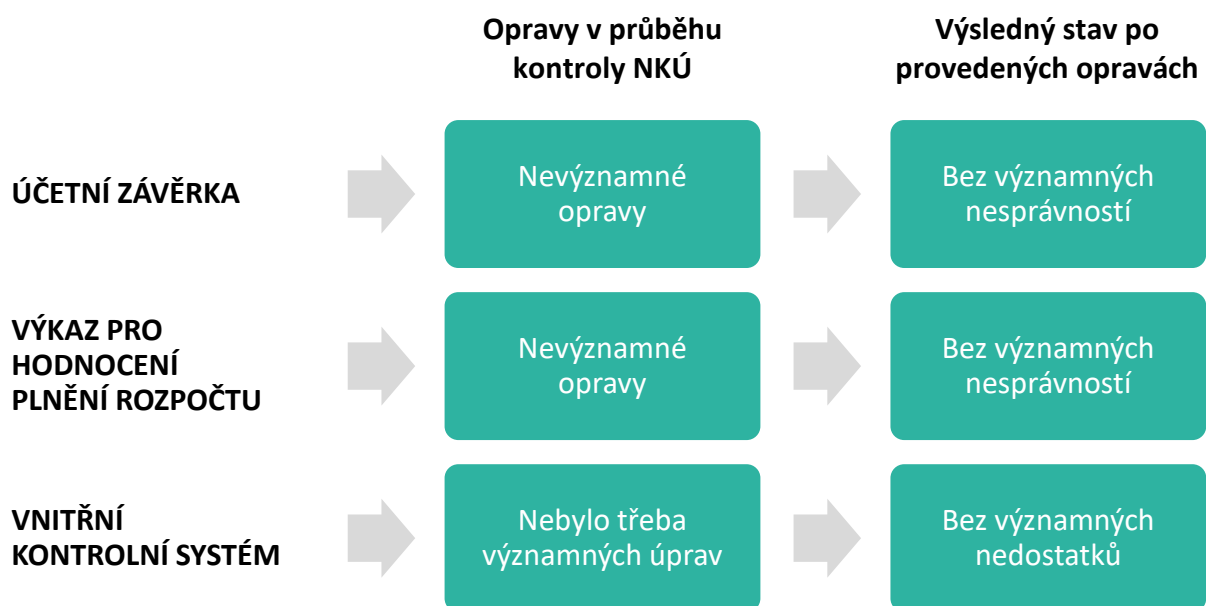 Opravy v průběhu
kontroly NKÚ
Výsledný stav po
provedených opravách
ÚČETNÍ ZÁVĚRKA
Nevýznamné
opravy
Bez významných
nesprávností
VÝKAZ PRO
HODNOCENÍ
PLNĚNÍ ROZPOČTU
Nevýznamné
opravy
Bez významných
nesprávností
VNITŘNÍ
KONTROLNÍ SYSTÉM
Nebylo třeba
významných úprav
Bez významných
nedostatků